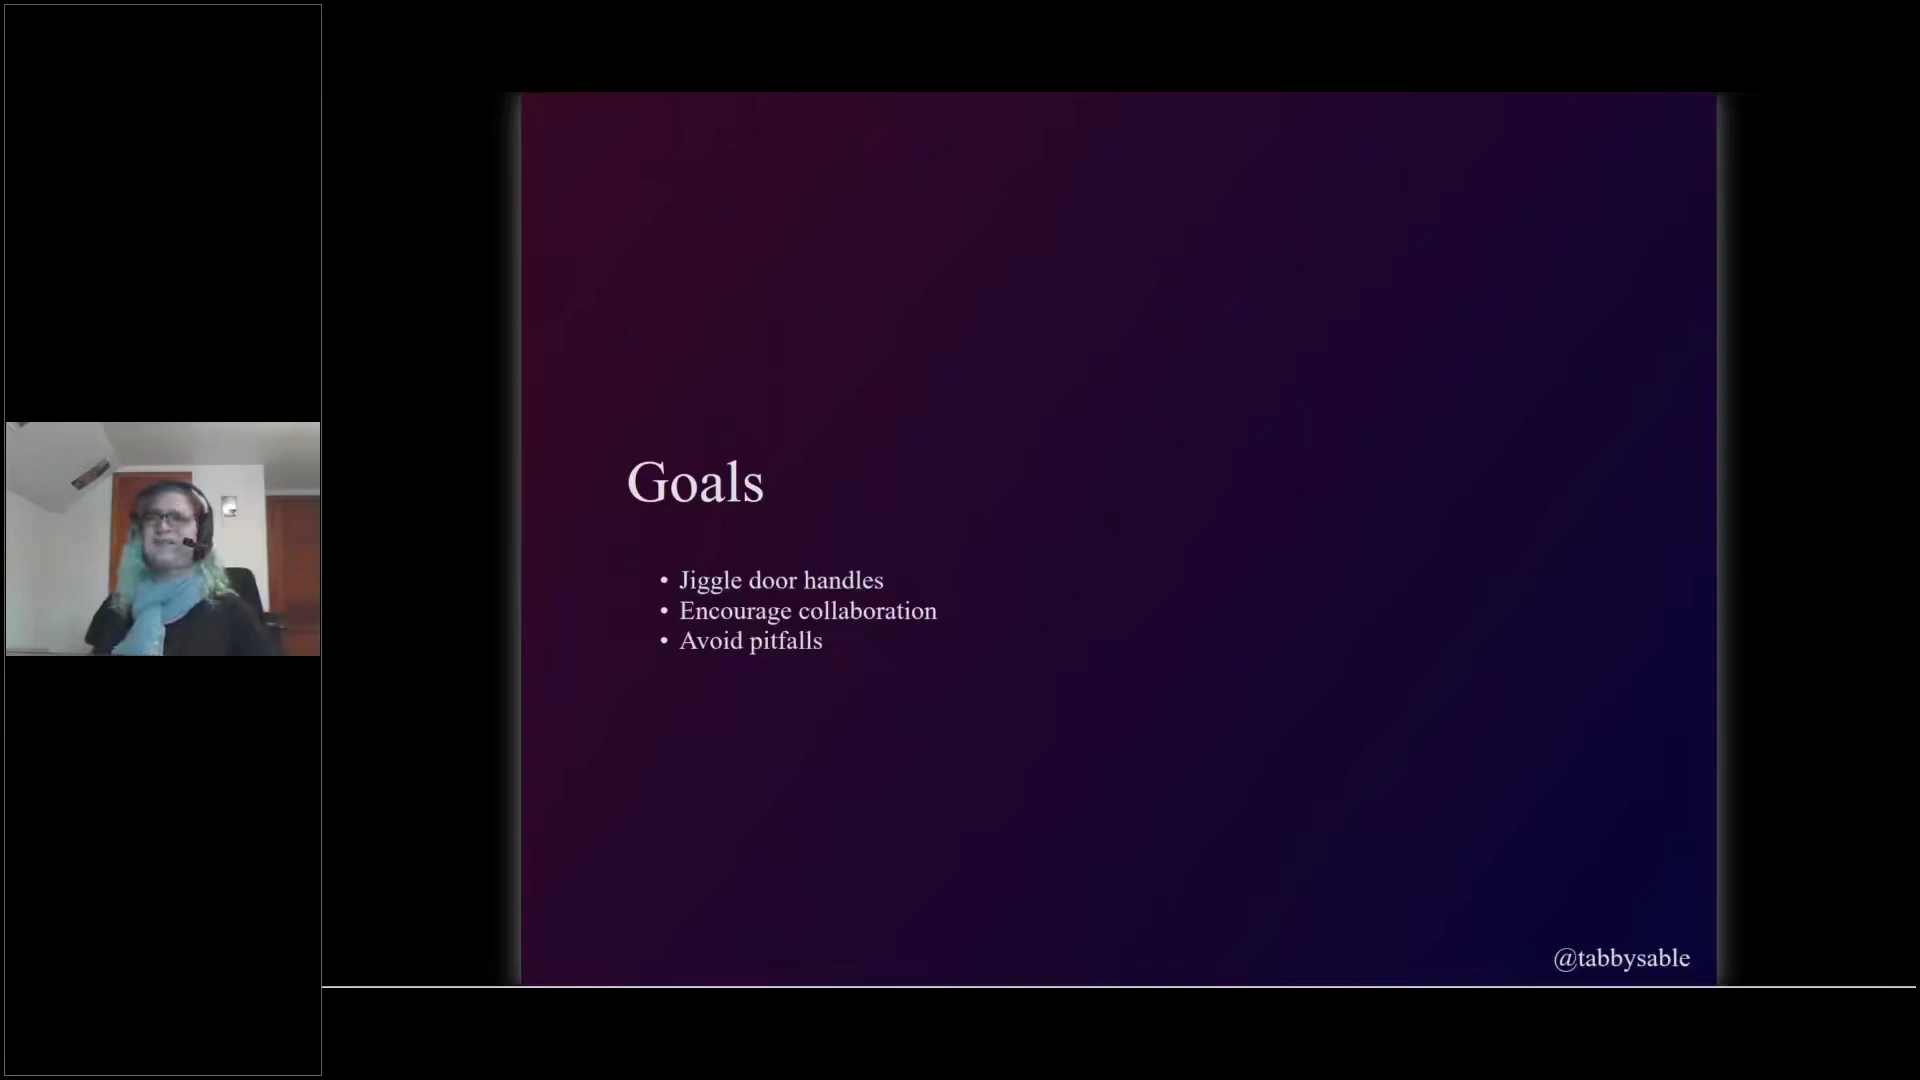 Goals
• Jiggle door handles
• Encourage collaboration
• Avoid pitfalls
@tabbysable